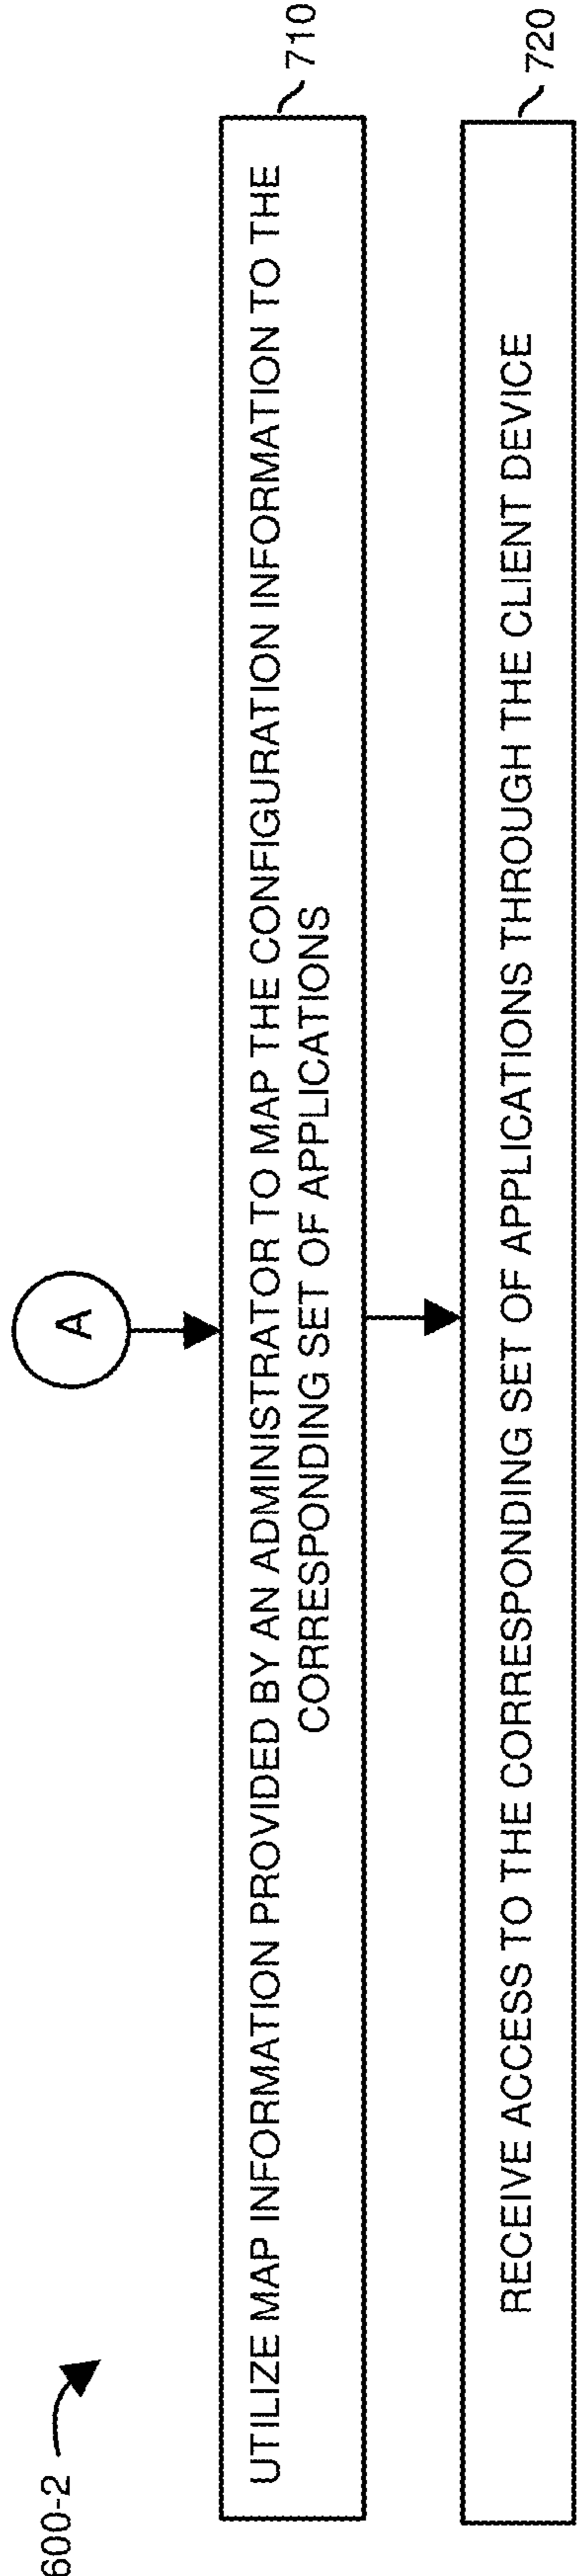 600-2
A
UTILIZE MAP INFORMATION PROVIDED BY AN ADMINISTRATOR TO MAP THE CONFIGURATION INFORMATION TO THE
CORRESPONDING SET OF APPLICATIONS
710
RECEIVE ACCESS TO THE CORRESPONDING SET OF APPLICATIONS THROUGH THE CLIENT DEVICE
720